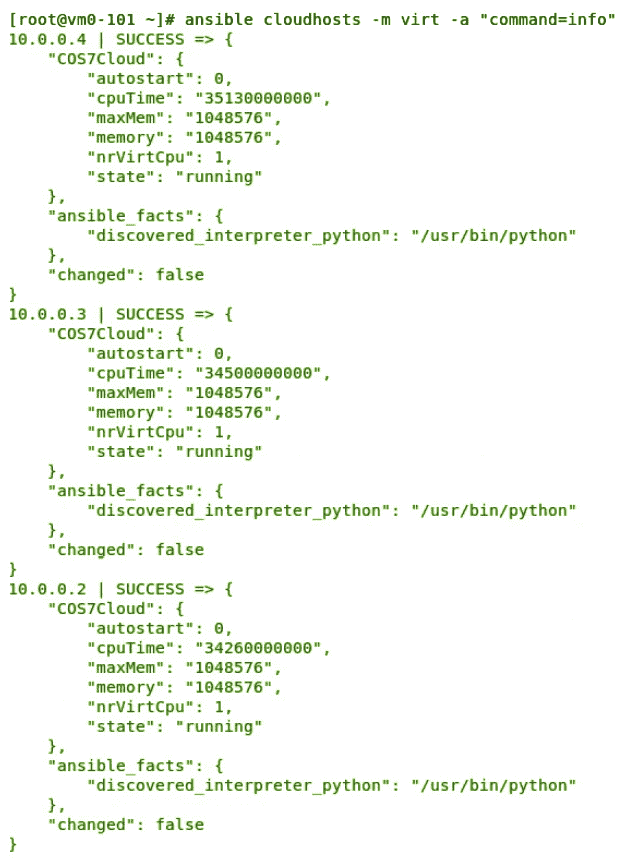 [root@vm0-101 ~]# ansible cloudhosts -m virt -a "command=info"
10.0.0.4 | SUCCESS => {
    "COS7Cloud": {
        "autostart": 0,
        "cpuTime": "35130000000",
        "maxMem": "1048576",
        "memory": "1048576",
        "nrVirtCpu": 1,
        "state": "running"
    },
    "ansible_facts": {
        "discovered_interpreter_python": "/usr/bin/python"
    },
    "changed": false
}
10.0.0.3 | SUCCESS => {
    "COS7Cloud": {
        "autostart": 0,
        "cpuTime": "34500000000",
        "maxMem": "1048576",
        "memory": "1048576",
        "nrVirtCpu": 1,
        "state": "running"
    },
    "ansible_facts": {
        "discovered_interpreter_python": "/usr/bin/python"
    },
    "changed": false
}
10.0.0.2 | SUCCESS => {
    "COS7Cloud": {
        "autostart": 0,
        "cpuTime": "34260000000",
        "maxMem": "1048576",
        "memory": "1048576",
        "nrVirtCpu": 1,
        "state": "running"
    },
    "ansible_facts": {
        "discovered_interpreter_python": "/usr/bin/python"
    },
    "changed": false
}